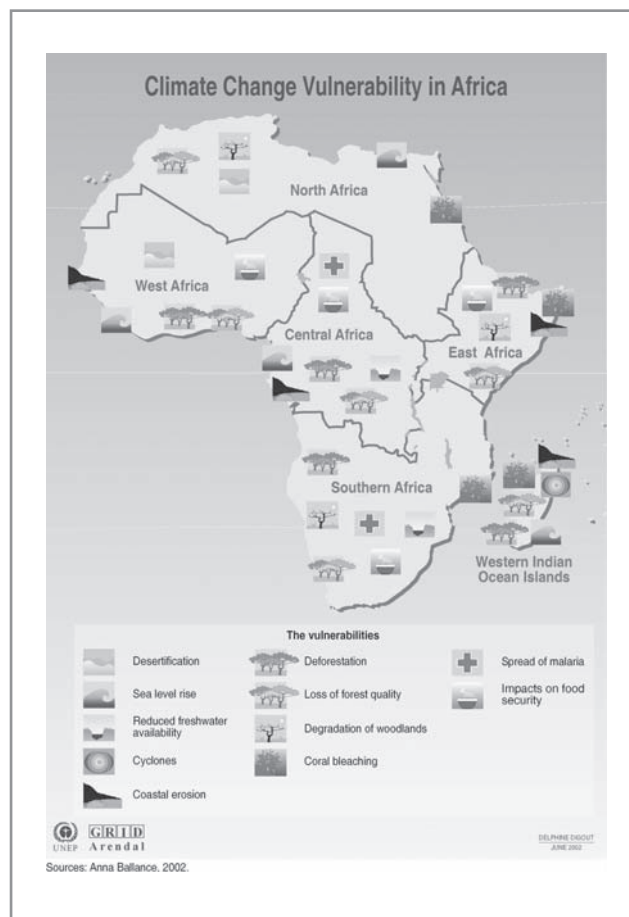 Climate Change Vulnerability in Africa
North Africa
West Africa
Central Africa
East Africa
Southern Africa
Western Indian
Ocean Islands
The vulnerabilities
Desertification
Sea level rise
Reduced freshwater
availability
Cyclones
Coastal erosion
Deforestation
Loss of forest quality
Degradation of woodlands
Coral bleaching
Spread of malaria
Impacts on food
security
UNEP
GRID
Arendal
DELPHINE DIGOUT
JUNE 2002
Sources: Anna Ballance, 2002.